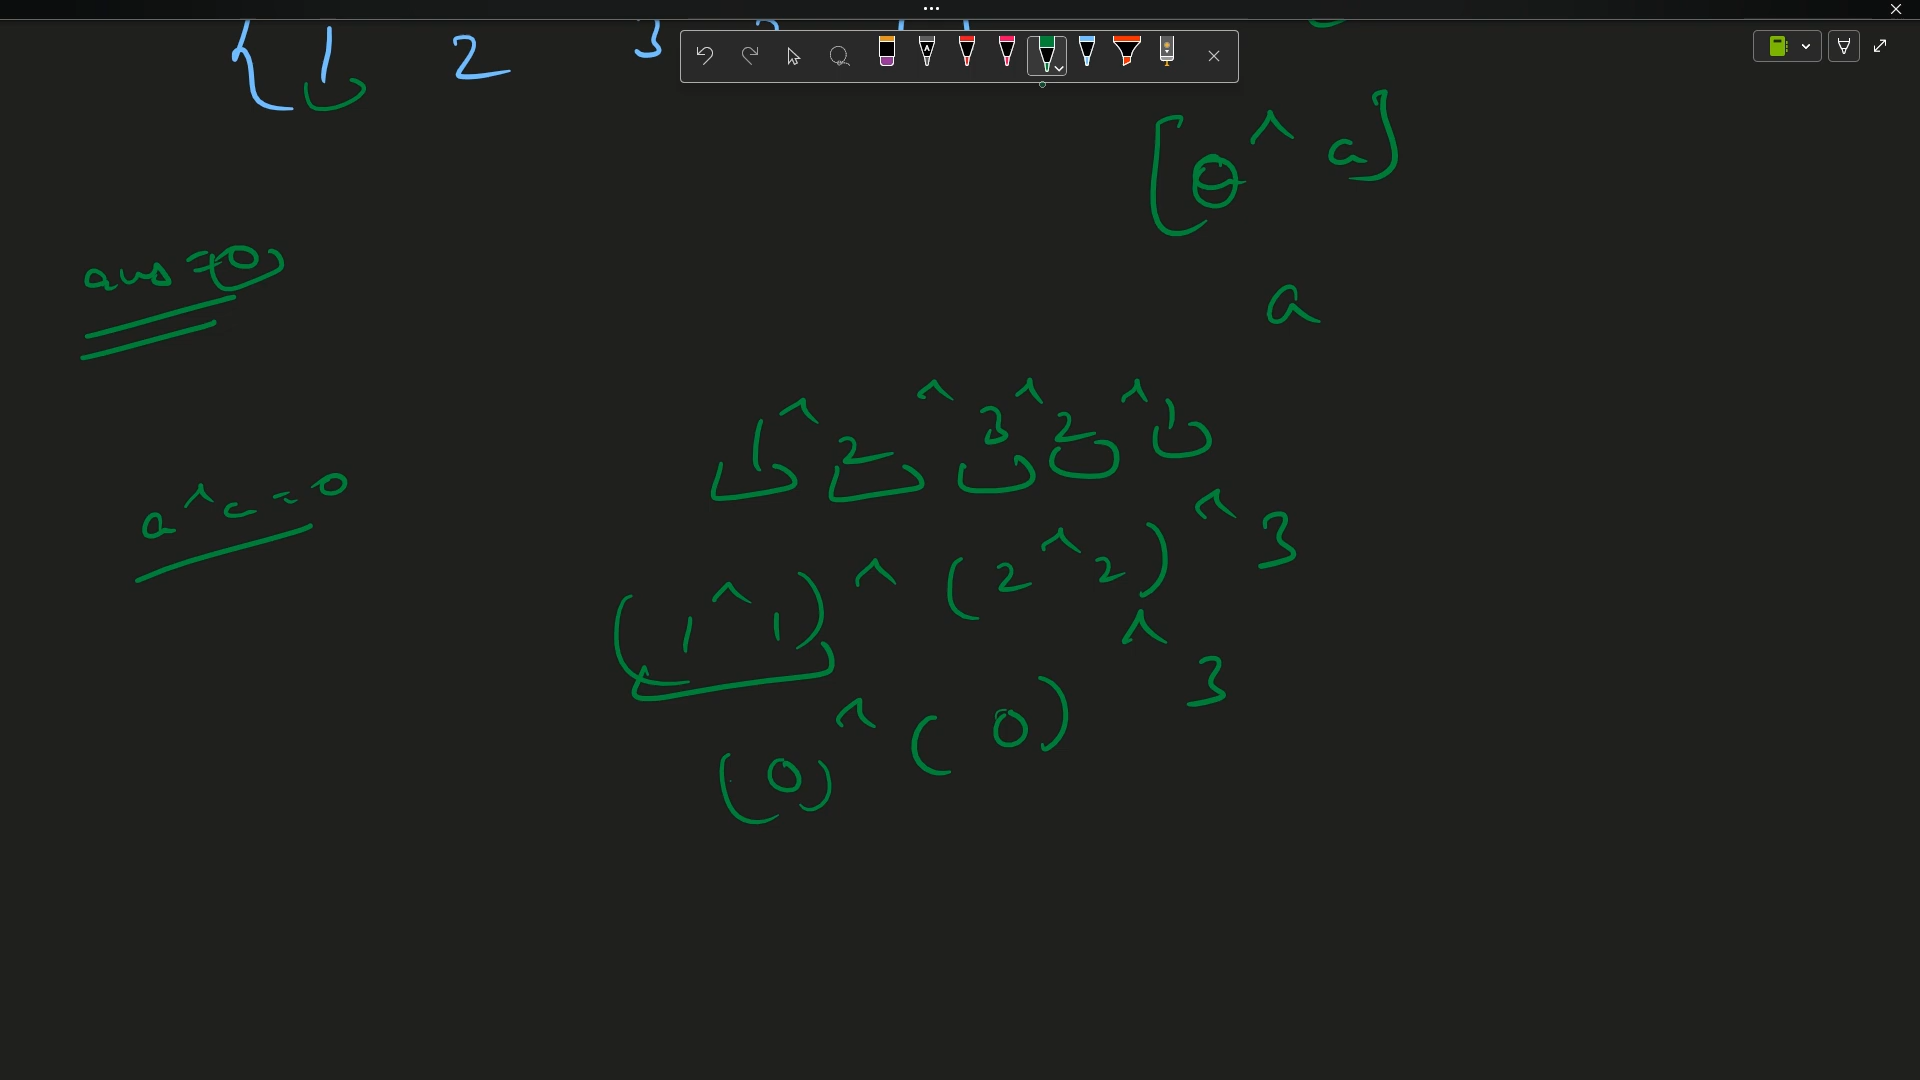 { 1 2 3
[0 ^ a]
ans = 0
a
1 ^ 2 ^ 3 ^ 2 ^ 1
a ^ a = 0
(1 ^ 1) ^ (2 ^ 2) ^ 3
(0) ^ (0) ^ 3